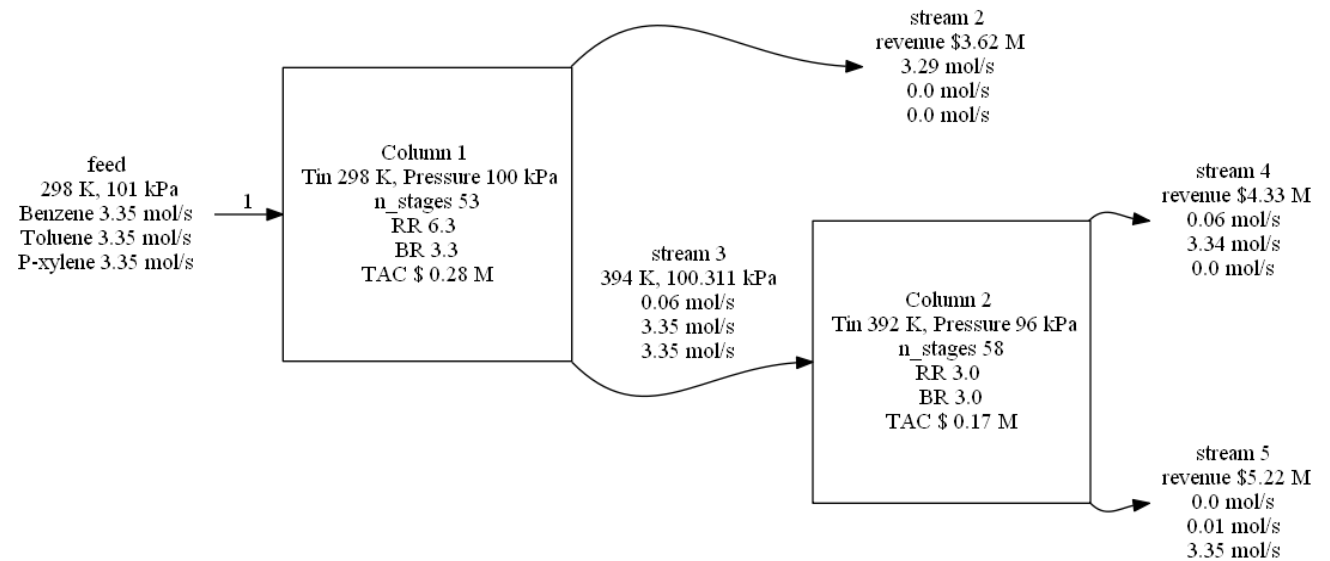 feed
298 K, 101 kPa
Benzene 3.35 mol/s
Toluene 3.35 mol/s
P-xylene 3.35 mol/s
1
Column 1
Tin 298 K, Pressure 100 kPa
n_stages 53
RR 6.3
BR 3.3
TAC $ 0.28 M
stream 2
revenue $3.62 M
3.29 mol/s
0.0 mol/s
0.0 mol/s
stream 3
394 K, 100.311 kPa
0.06 mol/s
3.35 mol/s
3.35 mol/s
Column 2
Tin 392 K, Pressure 96 kPa
n_stages 58
RR 3.0
BR 3.0
TAC $ 0.17 M
stream 4
revenue $4.33 M
0.06 mol/s
3.34 mol/s
0.0 mol/s
stream 5
revenue $5.22 M
0.0 mol/s
0.01 mol/s
3.35 mol/s